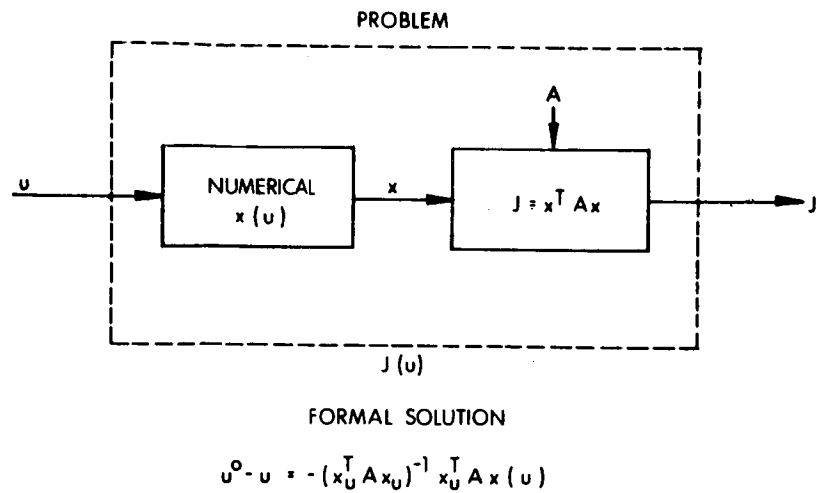 PROBLEM
A
u
NUMERICAL
x (u)
x
J = x^T A x
J
J (u)
FORMAL SOLUTION
u^o - u = - (x_u^T A x_u)^-1 x_u^T A x (u)